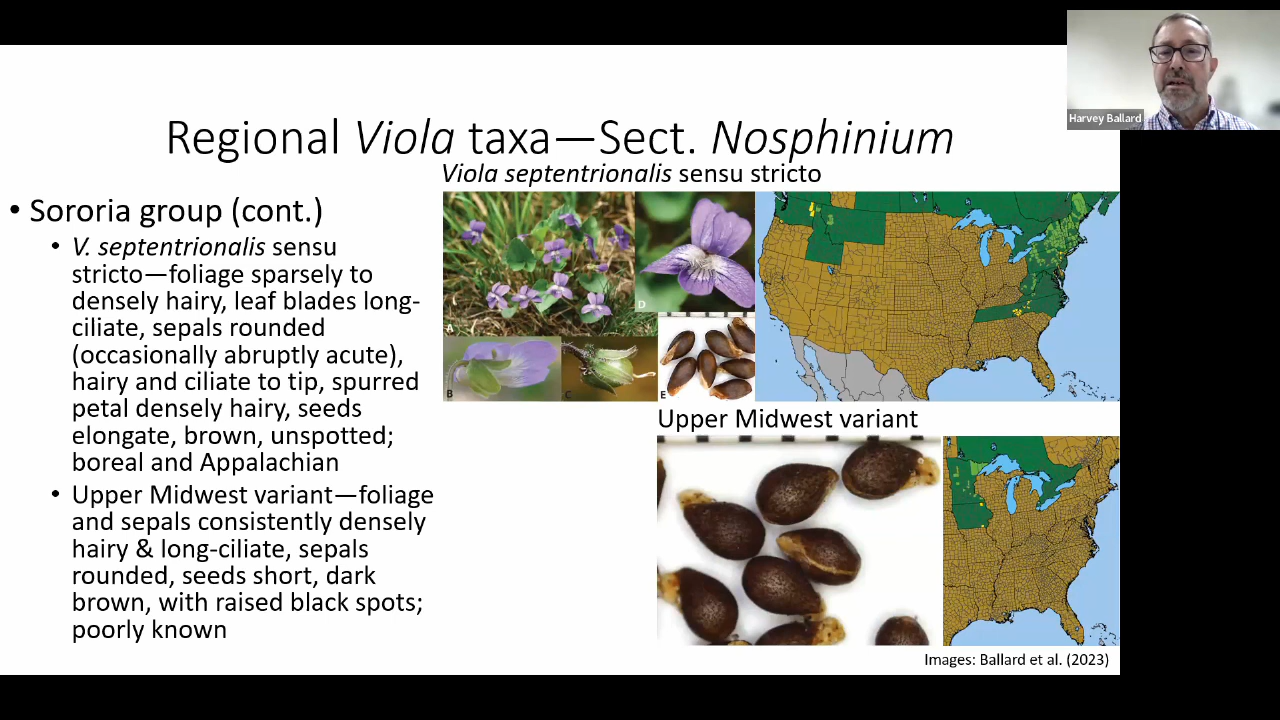 Harvey Ballard
Regional Viola taxa—Sect. Nosphinium
Viola septentrionalis sensu stricto
• Sororia group (cont.)
• V. septentrionalis sensu
stricto—foliage sparsely to
densely hairy, leaf blades long-
ciliate, sepals rounded
(occasionally abruptly acute),
hairy and ciliate to tip, spurred
petal densely hairy, seeds
elongate, brown, unspotted;
boreal and Appalachian
• Upper Midwest variant—foliage
and sepals consistently densely
hairy & long-ciliate, sepals
rounded, seeds short, dark
brown, with raised black spots;
poorly known
A
D
B
C
E
Upper Midwest variant
Images: Ballard et al. (2023)